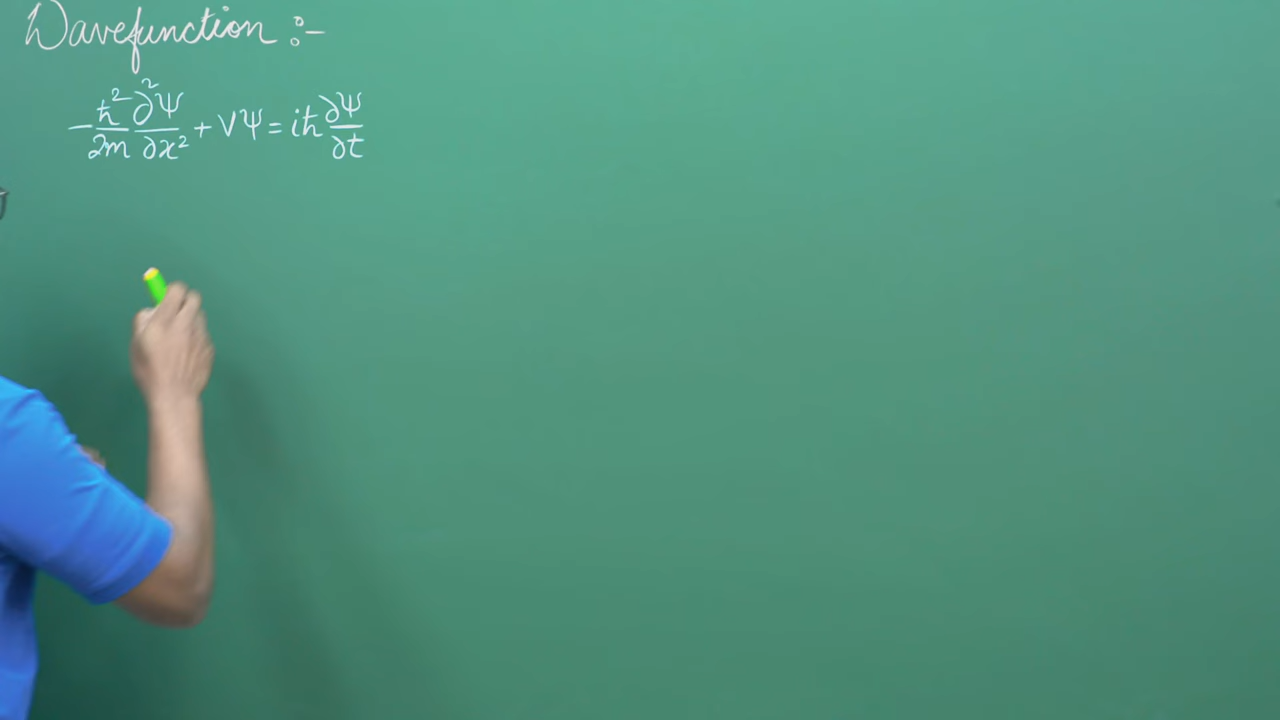 Wavefunction :-
-ħ²/2m ∂²Ψ/∂x² + VΨ = iħ ∂Ψ/∂t